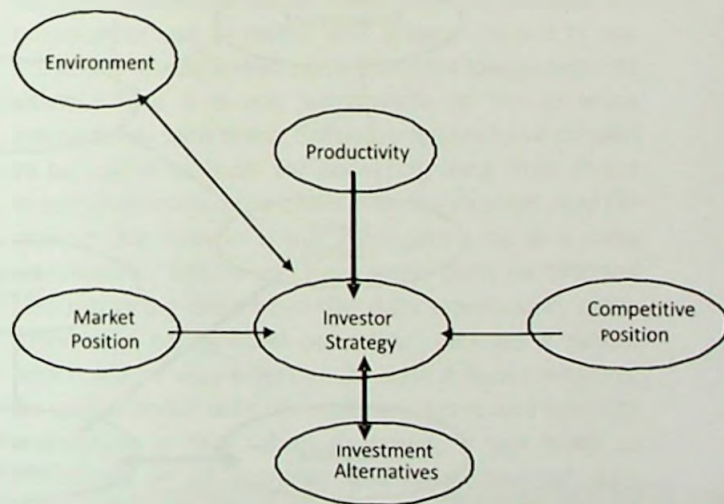 Environment
Productivity
Market
Position
Investor
Strategy
Competitive
Position
Investment
Alternatives